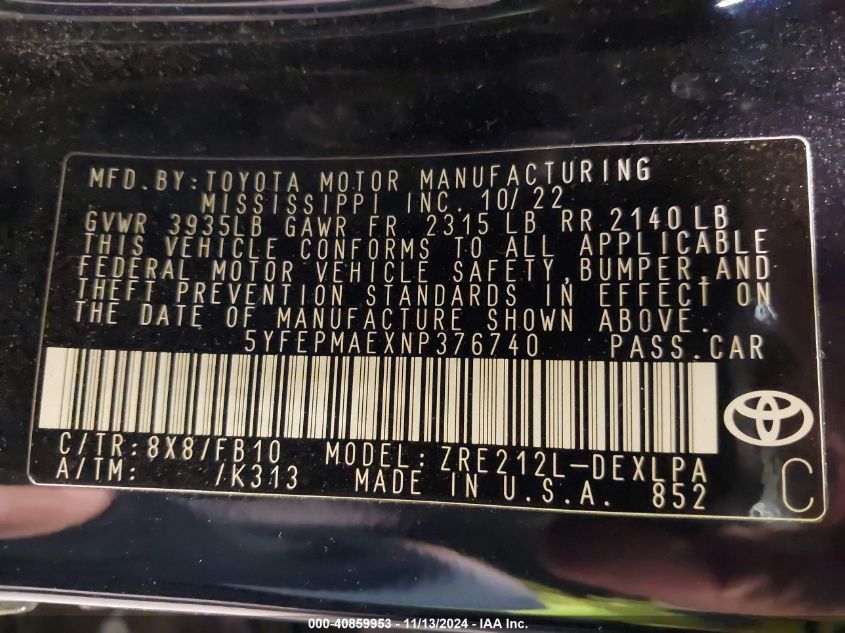 MFD.BY:TOYOTA MOTOR MANUFACTURING
MISSISSIPPI INC. 10/22
GVWR 3935LB GAWR FR 2315 LB RR 2140LB
THIS VEHICLE CONFORMS TO ALL APPLICABLE
FEDERAL MOTOR VEHICLE SAFETY,BUMPER,AND
THEFT PREVENTION STANDARDS IN EFFECT ON
THE DATE OF MANUFACTURE SHOWN ABOVE.
5YFEPMAEXNP376740 PASS.CAR
C/TR:8X8/FB10 MODEL:ZRE212L-DEXLPA
A/TM: /K313 MADE IN U.S.A. 852
C
000-40859953 - 11/13/2024 - IAA Inc.